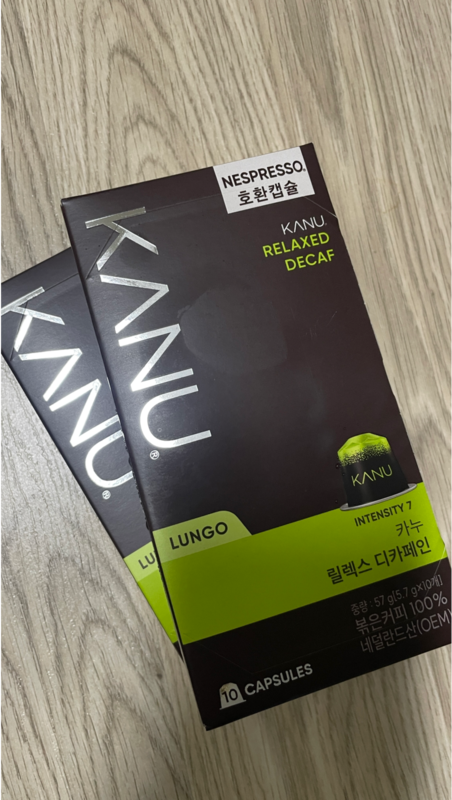 NESPRESSO.
호환캡슐
KANU
RELAXED
DECAF
KANU®
KANU®
KANU
INTENSITY 7
LUNGO
LU
카누
릴렉스 디카페인
중량 : 57 g[5.7 g×10개]
볶은커피 100%
네덜란드산(OEM)
10 CAPSULES